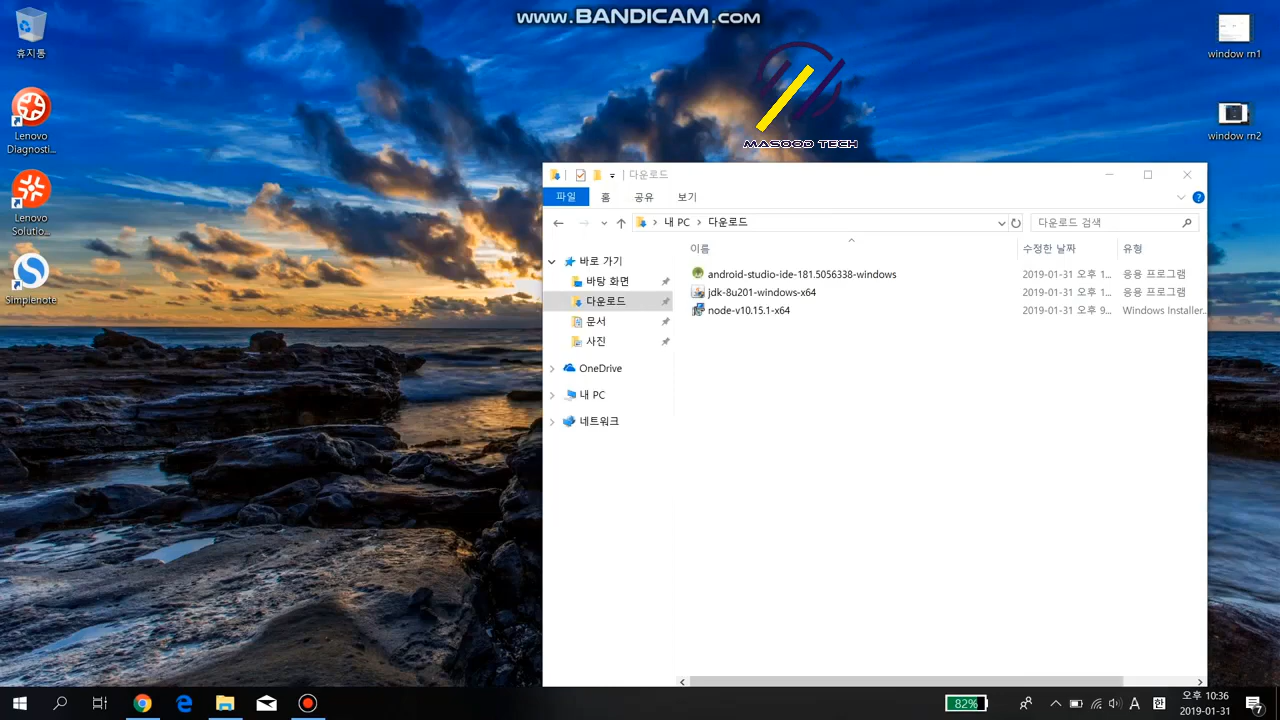 www.BANDICAM.com
휴지통
Lenovo
Diagnosti...
Lenovo
Solutio...
Simplenote
window rn1
window rn2
MASOOD TECH
다운로드
파일 홈 공유 보기
내 PC 다운로드
다운로드 검색
이름 수정한 날짜 유형
바로 가기
바탕 화면
다운로드
문서
사진
OneDrive
내 PC
네트워크
android-studio-ide-181.5056338-windows 2019-01-31 오후 1... 응용 프로그램
jdk-8u201-windows-x64 2019-01-31 오후 1... 응용 프로그램
node-v10.15.1-x64 2019-01-31 오후 9... Windows Installer...
82%
A 한
오후 10:36
2019-01-31
7